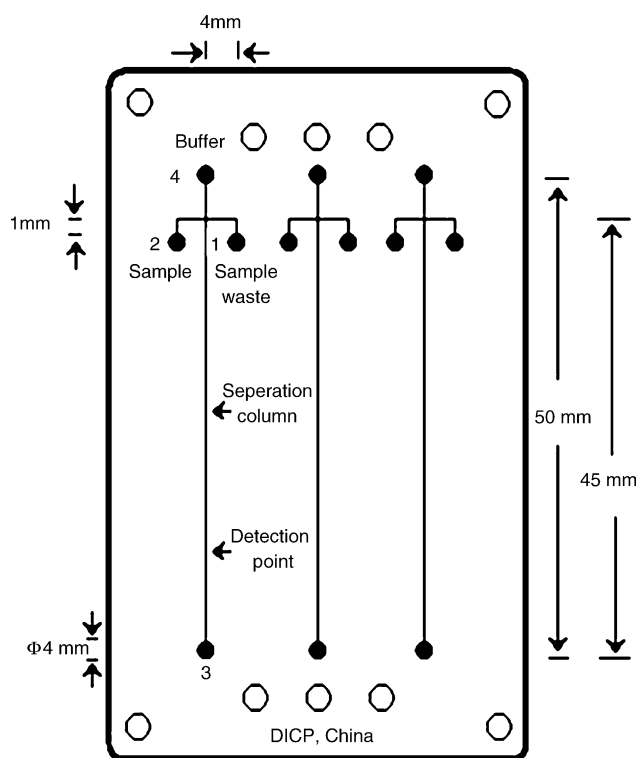 4mm
Buffer
4
1mm
2
1
Sample
Sample
waste
Seperation
column
50 mm
45 mm
Detection
point
Φ4 mm
3
DICP, China